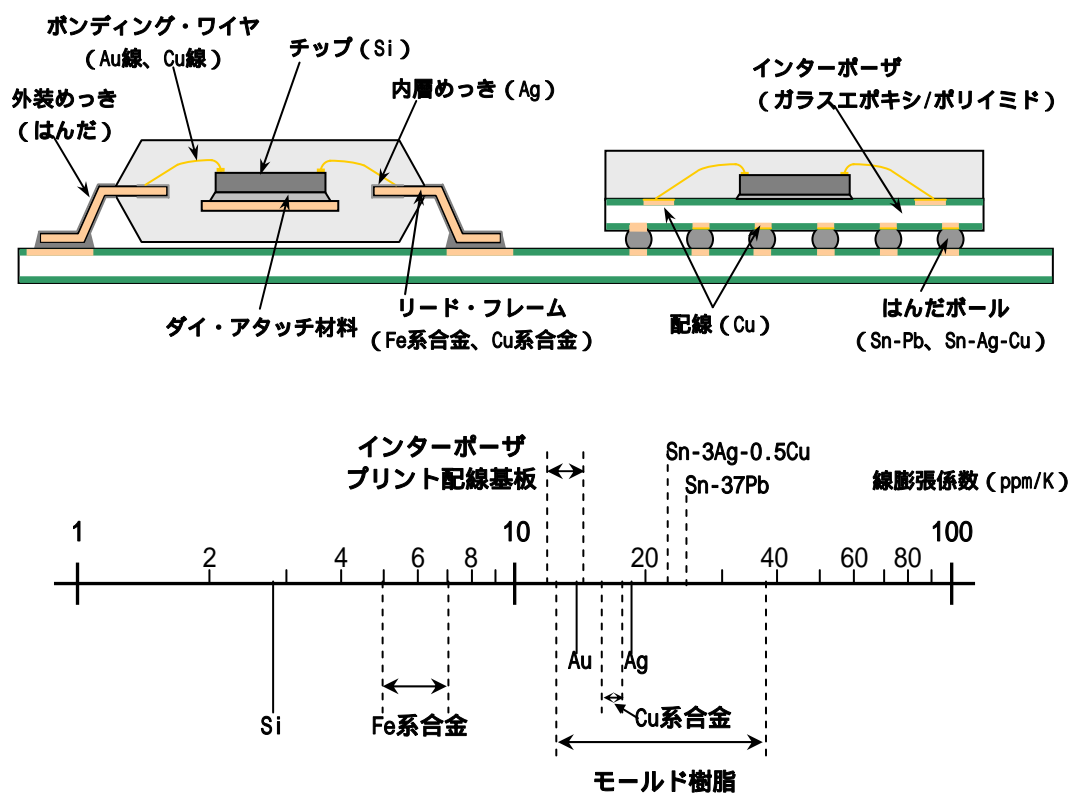 ボンディング・ワイヤ
（Au線、Cu線）
チップ（Si）
内層めっき（Ag）
外装めっき
（はんだ）
インターポーザ
（ガラスエポキシ/ポリイミド）
ダイ・アタッチ材料
リード・フレーム
（Fe系合金、Cu系合金）
配線（Cu）
はんだボール
（Sn-Pb、Sn-Ag-Cu）
インターポーザ
プリント配線基板
Sn-3Ag-0.5Cu
Sn-37Pb
線膨張係数（ppm/K）
1 2 4 6 8 10 20 40 60 80 100
Au Ag
Si Fe系合金 Cu系合金
モールド樹脂